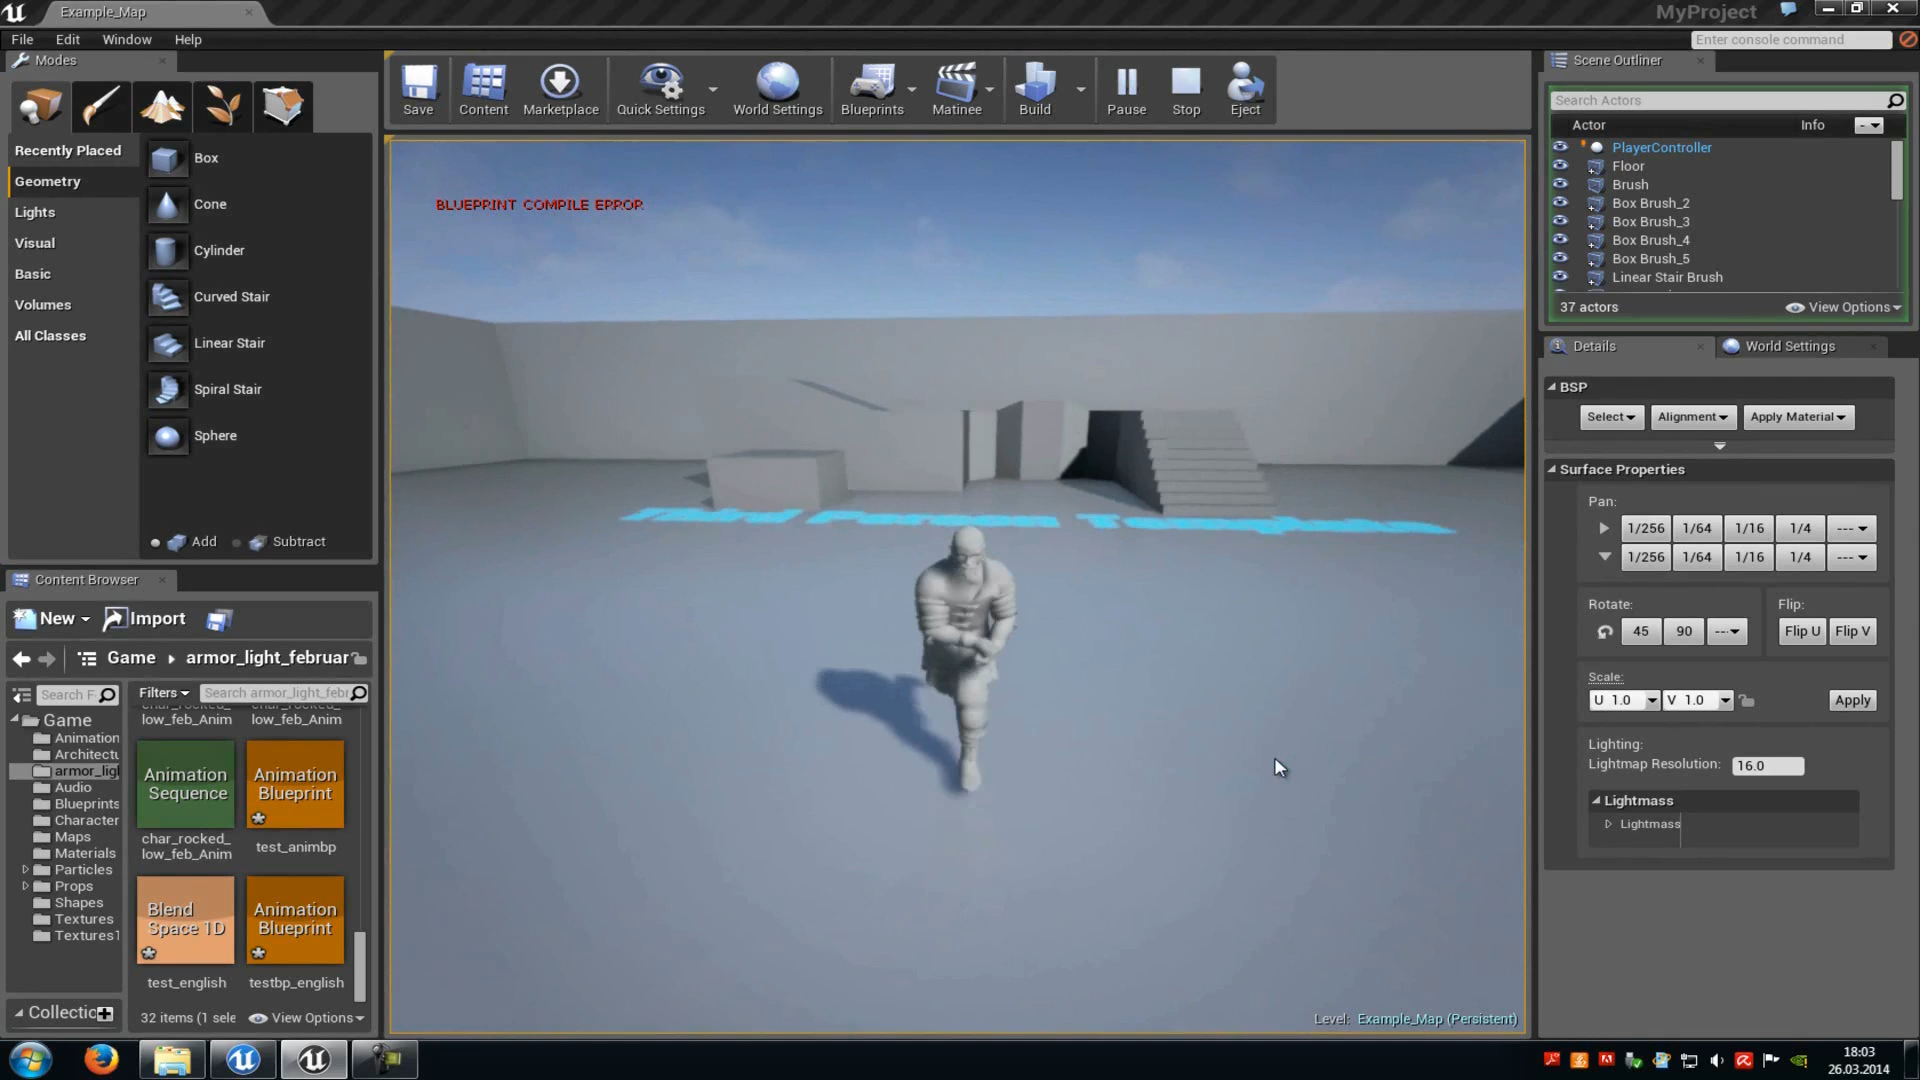 Example_Map
MyProject
File Edit Window Help
Enter console command
Modes
Recently Placed
Geometry
Lights
Visual
Basic
Volumes
All Classes
Box
Cone
Cylinder
Curved Stair
Linear Stair
Spiral Stair
Sphere
Add Subtract
Save
Content
Marketplace
Quick Settings
World Settings
Blueprints
Matinee
Build
Pause
Stop
Eject
BLUEPRINT COMPILE ERROR
Third Person Template
Level: Example_Map (Persistent)
Content Browser
New Import
Game armor_light_februar
Search F
Filters
Search armor_light_febr
Game
Animation
Architectu
armor_ligl
Audio
Blueprints
Character
Maps
Materials
Particles
Props
Shapes
Textures
Textures1
Collectic
low_feb_Anim
low_feb_Anim
Animation Sequence
char_rocked_
low_feb_Anim
Animation Blueprint
test_animbp
Blend Space 1D
test_english
Animation Blueprint
testbp_english
32 items (1 sele
View Options
Scene Outliner
Search Actors
Actor Info
PlayerController
Floor
Brush
Box Brush_2
Box Brush_3
Box Brush_4
Box Brush_5
Linear Stair Brush
37 actors
View Options
Details
World Settings
BSP
Select Alignment Apply Material
Surface Properties
Pan:
1/256 1/64 1/16 1/4 ---
1/256 1/64 1/16 1/4 ---
Rotate: Flip:
45 90 --- Flip U Flip V
Scale:
U 1.0 V 1.0 Apply
Lighting:
Lightmap Resolution: 16.0
Lightmass
Lightmass
18:03
26.03.2014